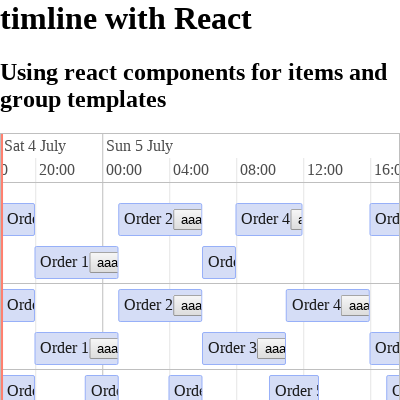 timline with React
Using react components for items and
group templates
Sat 4 July Sun 5 July
0 20:00 00:00 04:00 08:00 12:00 16:0
Ord Order 2 aaa Order 4 a Ord
Order 1 aaa Ord
Ord Order 2 aaa Order 4 aaa
Order 1 aaa Order 3 aaa Ord
Ord Ord Ord Order